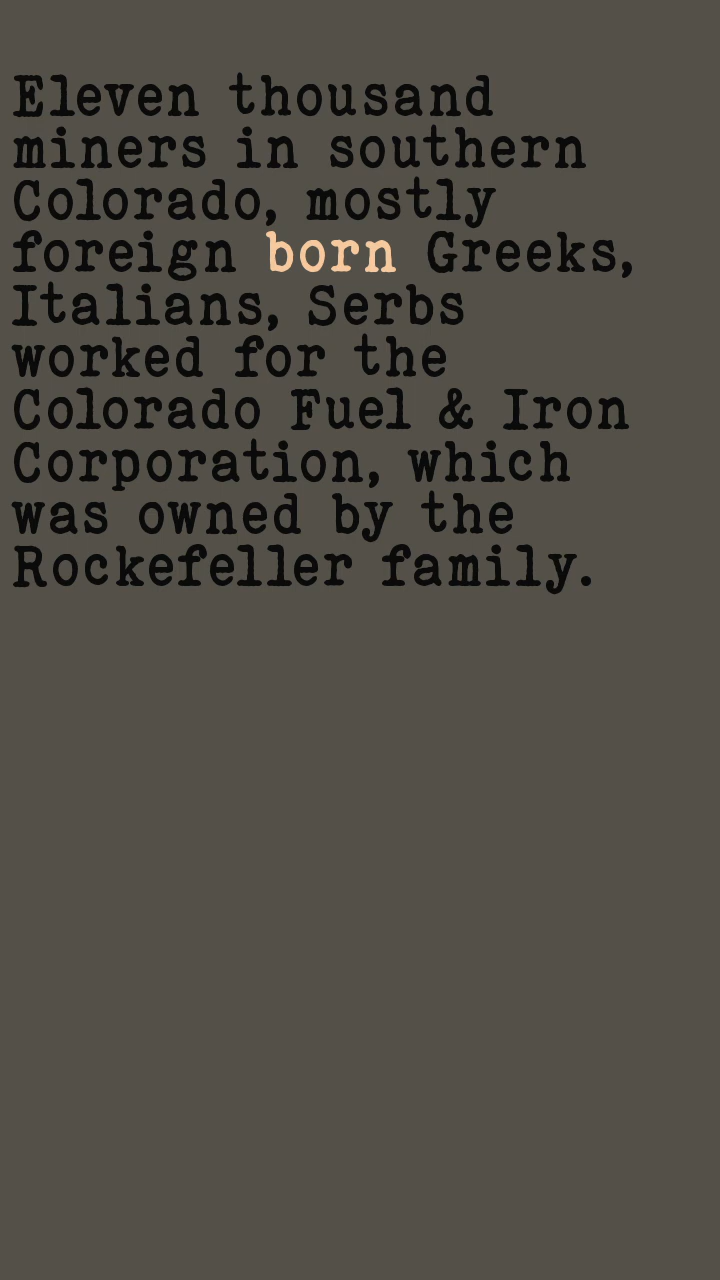 Eleven thousand
miners in southern
Colorado, mostly
foreign born Greeks,
Italians, Serbs
worked for the
Colorado Fuel & Iron
Corporation, which
was owned by the
Rockefeller family.